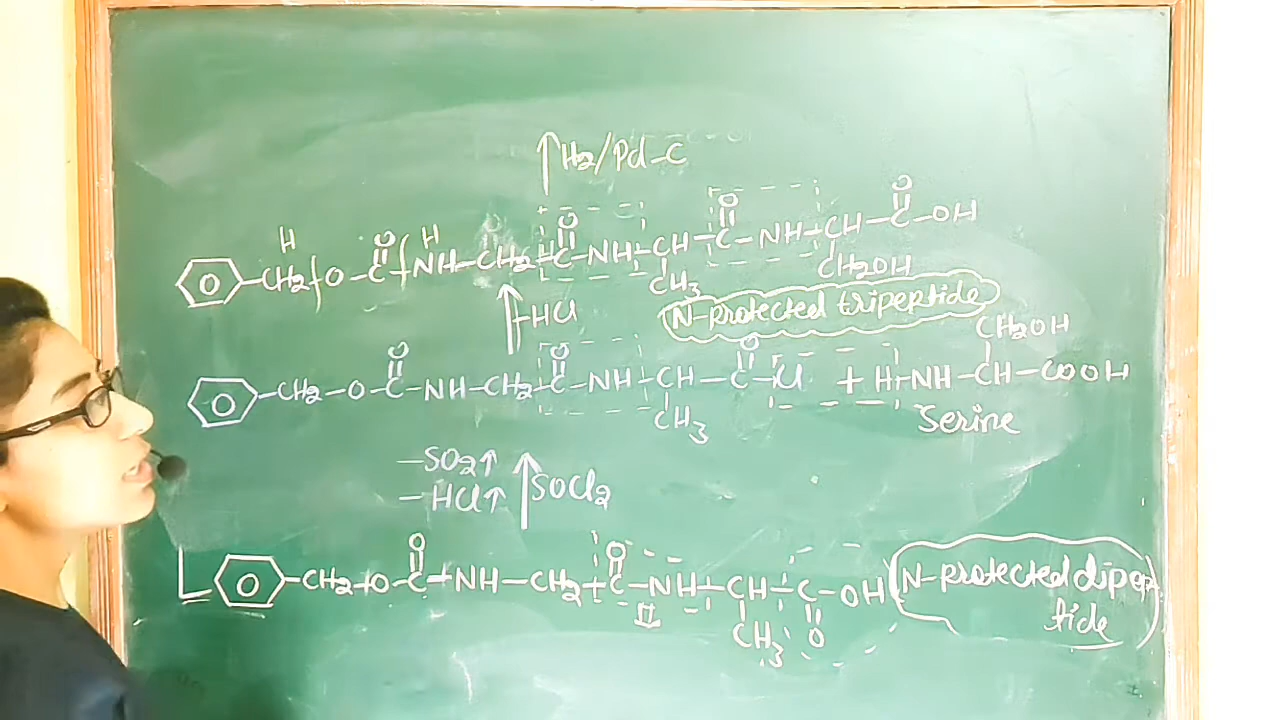 ↑H2/Pd-C
O O O O
H H
CH2-O-C-NH-CH2-C-NH-CH-C-NH-CH-C-OH
CH3 CH2OH
-HCl
N-protected tripeptide
CH2OH
O O O
CH2-O-C-NH-CH2-C-NH-CH-C-Cl + H-NH-CH-COOH
CH3 Serine
-SO2↑
-HCl↑ SOCl2
O O
CH2-O-C-NH-CH2-C-NH-CH-C-OH N-protected dipep
II CH3 O tide